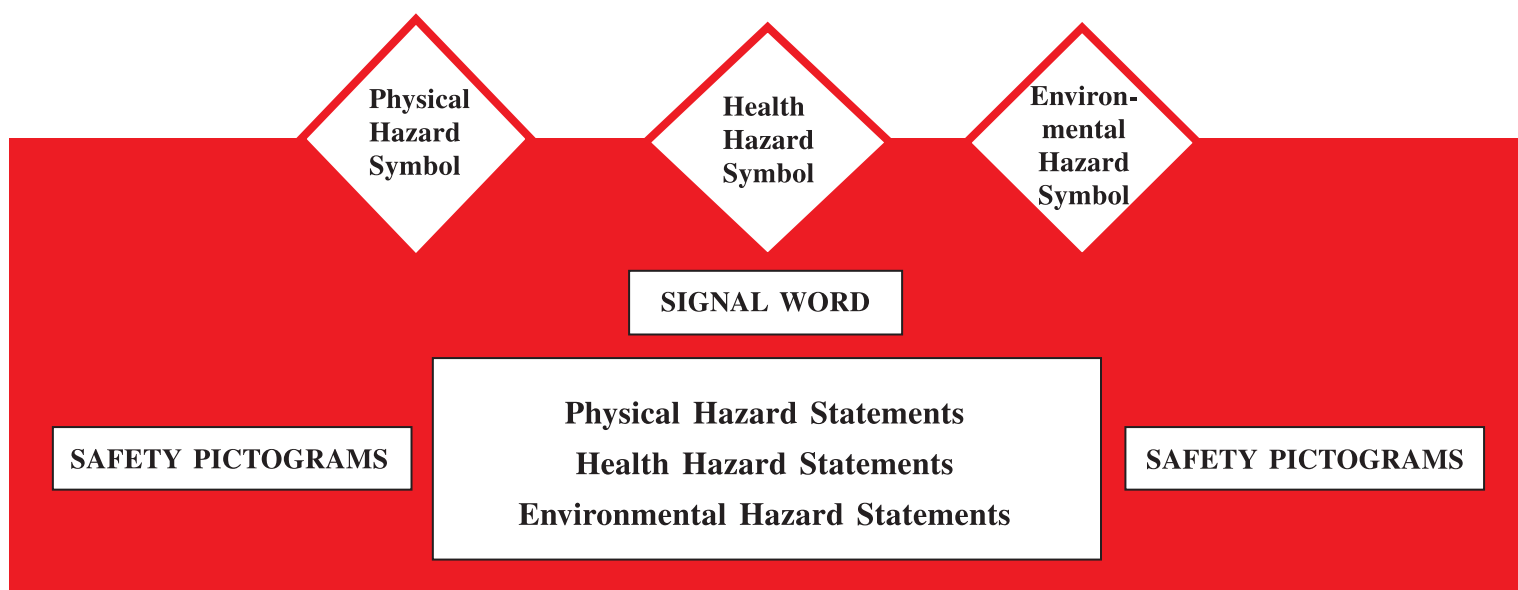 Physical
Hazard
Symbol
Health
Hazard
Symbol
Environ-
mental
Hazard
Symbol
SIGNAL WORD
Physical Hazard Statements
Health Hazard Statements
Environmental Hazard Statements
SAFETY PICTOGRAMS
SAFETY PICTOGRAMS